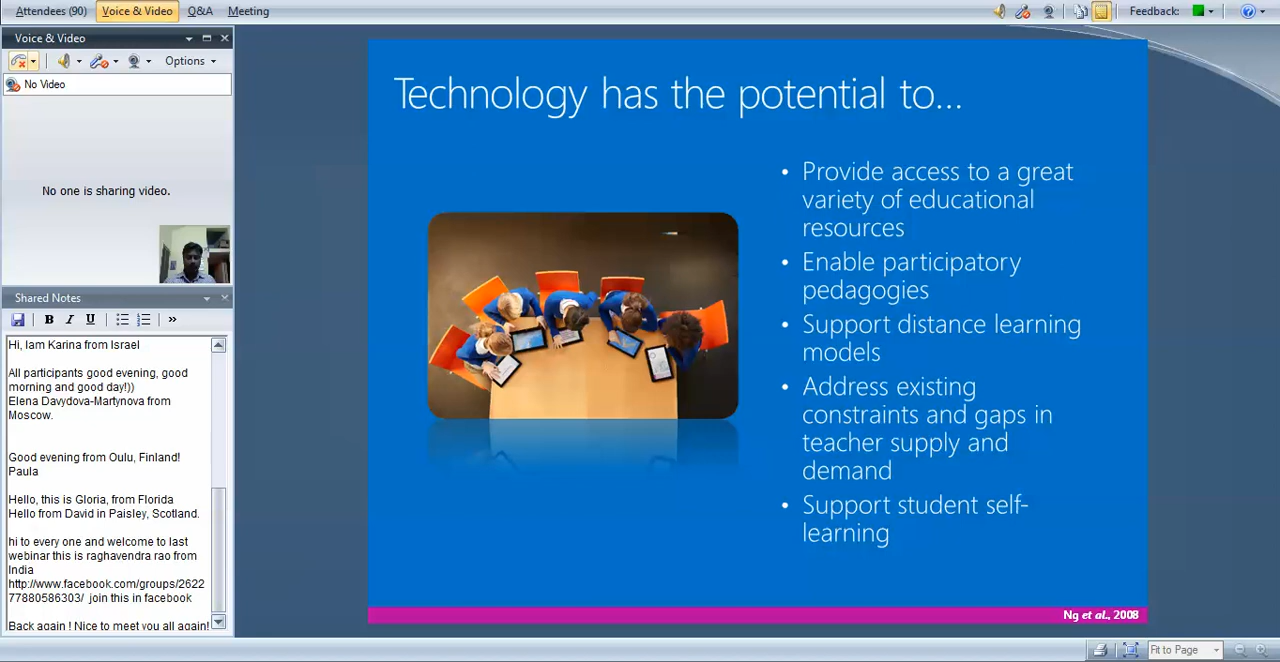 Attendees (90) Voice & Video Q&A Meeting Feedback:
Voice & Video
Options
No Video
No one is sharing video.
Shared Notes
B I U »
Hi, Iam Karina from Israel
All participants good evening, good
morning and good day!))
Elena Davydova-Martynova from
Moscow.
Good evening from Oulu, Finland!
Paula
Hello, this is Gloria, from Florida
Hello from David in Paisley, Scotland.
hi to every one and welcome to last
webinar this is raghavendra rao from
India
http://www.facebook.com/groups/2622
77880586303/ join this in facebook
Back again ! Nice to meet you all again!
Technology has the potential to...
• Provide access to a great
variety of educational
resources
• Enable participatory
pedagogies
• Support distance learning
models
• Address existing
constraints and gaps in
teacher supply and
demand
• Support student self-
learning
Ng et al., 2008
Fit to Page